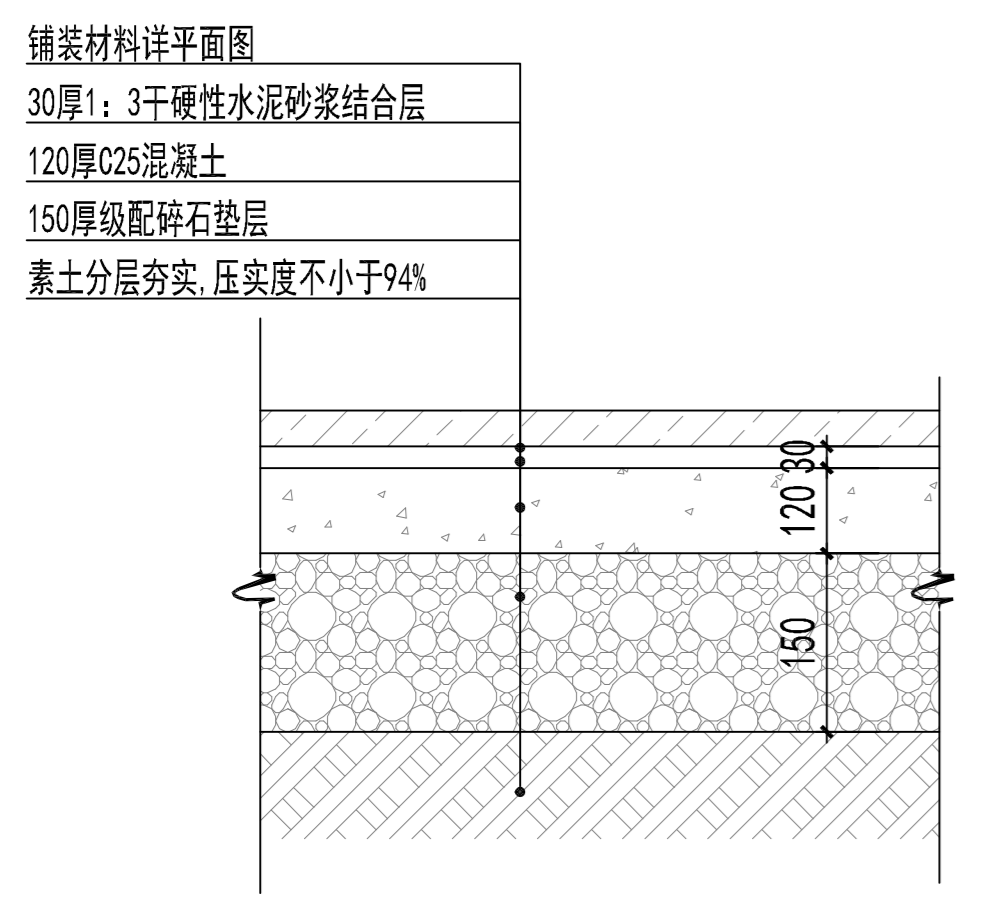 铺装材料详平面图
30厚1：3干硬性水泥砂浆结合层
120厚C25混凝土
150厚级配碎石垫层
素土分层夯实,压实度不小于94%
30
120
150